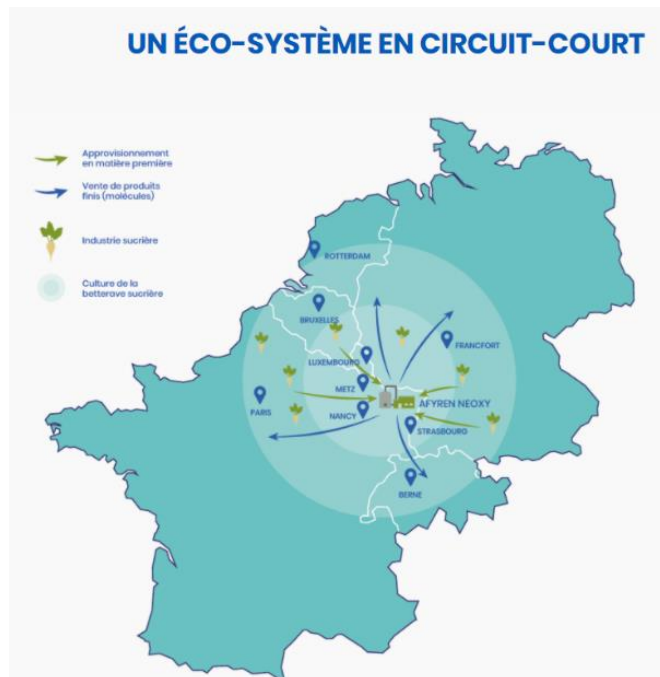 UN ÉCO-SYSTÈME EN CIRCUIT-COURT
Approvisionnement
en matière première
Vente de produits
finis (molécules)
Industrie sucrière
Culture de la
betterave sucrière
ROTTERDAM
BRUXELLES
LUXEMBOURG
FRANCFORT
METZ
PARIS
NANCY
AFYREN NEOXY
STRASBOURG
BERNE